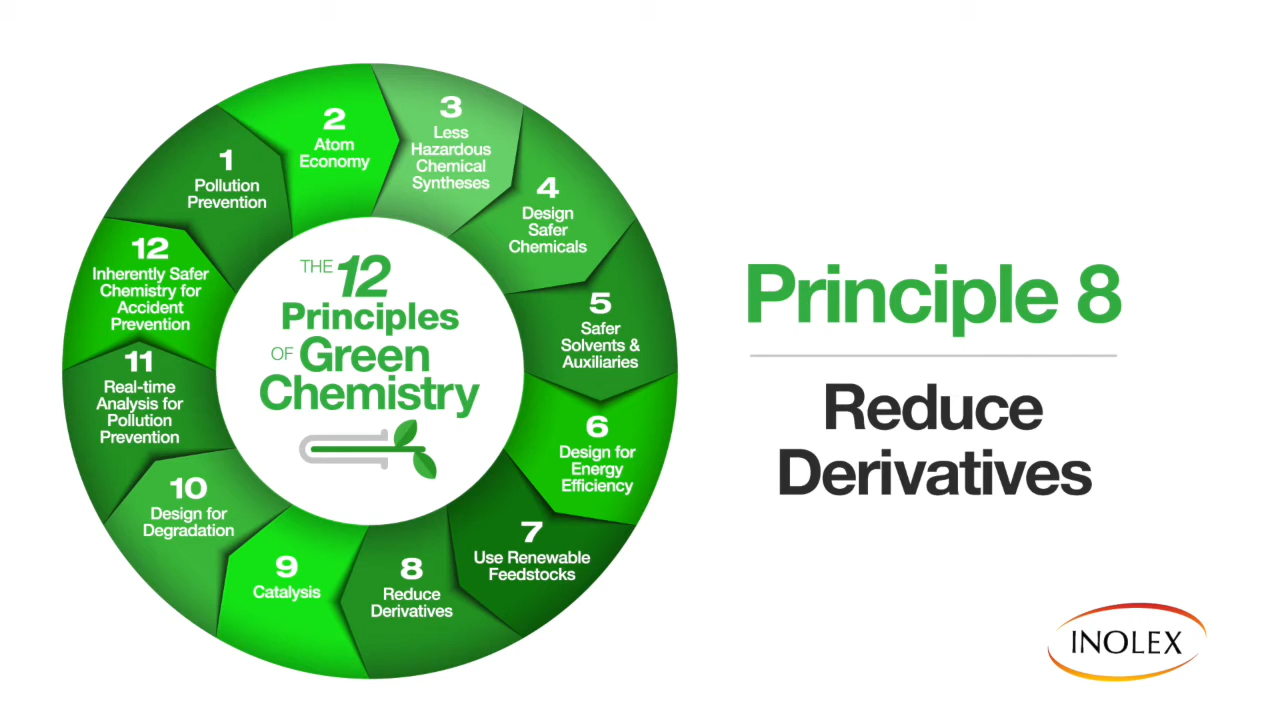 THE 12
Principles
OF Green
Chemistry
1
Pollution
Prevention
2
Atom
Economy
3
Less
Hazardous
Chemical
Syntheses
4
Design
Safer
Chemicals
5
Safer
Solvents &
Auxiliaries
6
Design for
Energy
Efficiency
7
Use Renewable
Feedstocks
8
Reduce
Derivatives
9
Catalysis
10
Design for
Degradation
11
Real-time
Analysis for
Pollution
Prevention
12
Inherently Safer
Chemistry for
Accident
Prevention
Principle 8
Reduce
Derivatives
INOLEX